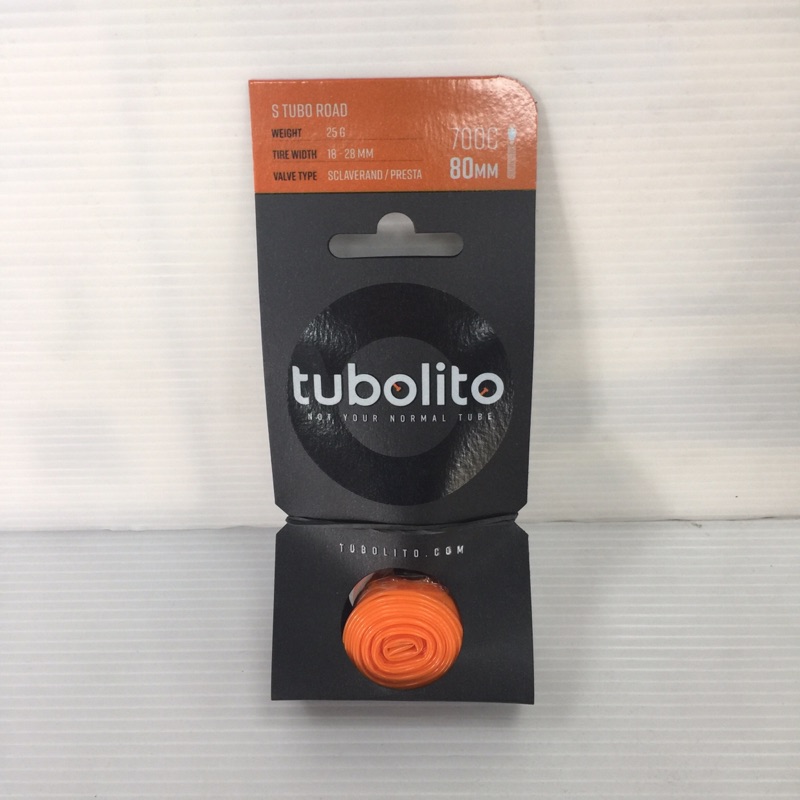 S TUBO ROAD
WEIGHT 25 G
TIRE WIDTH 18 - 28 MM
VALVE TYPE SCLAVERAND / PRESTA
700C
80MM
tubolito
NOT YOUR NORMAL TUBE
TUBOLITO.COM